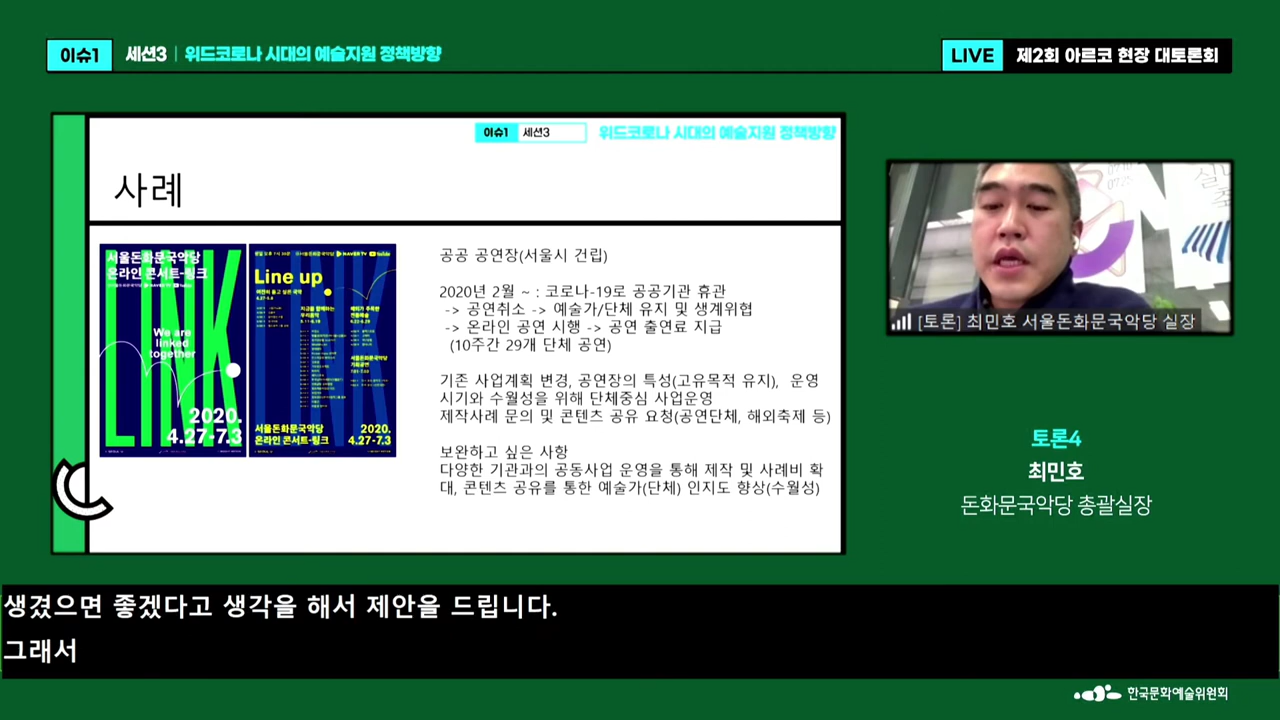 이슈1
세션3 | 위드코로나 시대의 예술지원 정책방향
LIVE
제2회 아르코 현장 대토론회
이슈1
세션3
위드코로나 시대의 예술지원 정책방향
사례
서울돈화문국악당
온라인 콘서트-링크
LINK
We are
linked
together
2020.
4.27-7.3
NAVER TV
Line up
서울돈화문국악당
온라인 콘서트-링크
2020.
4.27-7.3
공공 공연장(서울시 건립)
2020년 2월 ~ : 코로나-19로 공공기관 휴관
-> 공연취소 -> 예술가/단체 유지 및 생계위협
-> 온라인 공연 시행 -> 공연 출연료 지급
(10주간 29개 단체 공연)
기존 사업계획 변경, 공연장의 특성(고유목적 유지), 운영
시기와 수월성을 위해 단체중심 사업운영
제작사례 문의 및 콘텐츠 공유 요청(공연단체, 해외축제 등)
보완하고 싶은 사항
다양한 기관과의 공동사업 운영을 통해 제작 및 사례비 확
대, 콘텐츠 공유를 통한 예술가(단체) 인지도 향상(수월성)
[토론] 최민호 서울돈화문국악당 실장
토론4
최민호
돈화문국악당 총괄실장
생겼으면 좋겠다고 생각을 해서 제안을 드립니다.
그래서
한국문화예술위원회